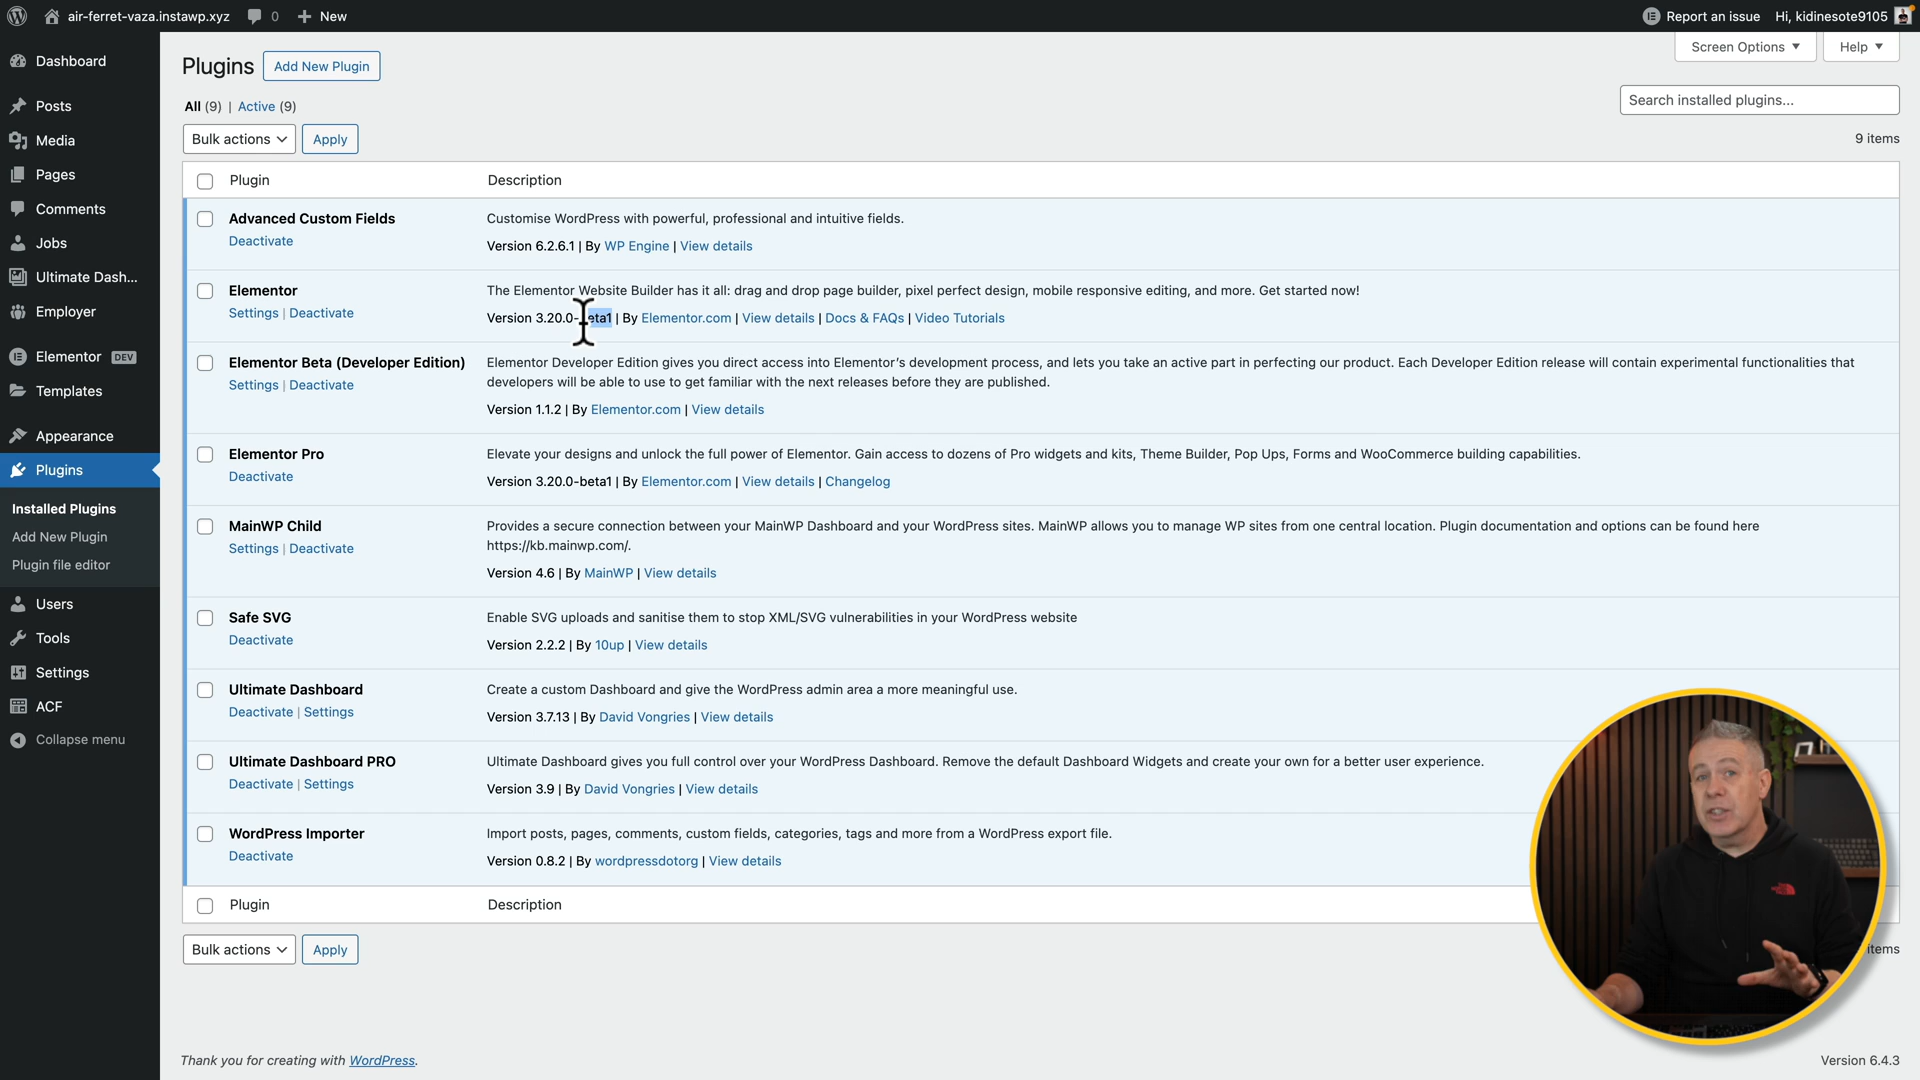 air-ferret-vaza.instawp.xyz 0 New Report an issue Hi, kidinesote9105
Dashboard
Posts
Media
Pages
Comments
Jobs
Ultimate Dash...
Employer
Elementor DEV
Templates
Appearance
Plugins
Installed Plugins
Add New Plugin
Plugin file editor
Users
Tools
Settings
ACF
Collapse menu
Screen Options Help
Plugins Add New Plugin
All (9) | Active (9)
Search installed plugins...
Bulk actions Apply
9 items
Plugin Description
Advanced Custom Fields
Deactivate
Customise WordPress with powerful, professional and intuitive fields.
Version 6.2.6.1 | By WP Engine | View details
Elementor
Settings | Deactivate
The Elementor Website Builder has it all: drag and drop page builder, pixel perfect design, mobile responsive editing, and more. Get started now!
Version 3.20.0-beta1 | By Elementor.com | View details | Docs & FAQs | Video Tutorials
Elementor Beta (Developer Edition)
Settings | Deactivate
Elementor Developer Edition gives you direct access into Elementor’s development process, and lets you take an active part in perfecting our product. Each Developer Edition release will contain experimental functionalities that
developers will be able to use to get familiar with the next releases before they are published.
Version 1.1.2 | By Elementor.com | View details
Elementor Pro
Deactivate
Elevate your designs and unlock the full power of Elementor. Gain access to dozens of Pro widgets and kits, Theme Builder, Pop Ups, Forms and WooCommerce building capabilities.
Version 3.20.0-beta1 | By Elementor.com | View details | Changelog
MainWP Child
Settings | Deactivate
Provides a secure connection between your MainWP Dashboard and your WordPress sites. MainWP allows you to manage WP sites from one central location. Plugin documentation and options can be found here
https://kb.mainwp.com/.
Version 4.6 | By MainWP | View details
Safe SVG
Deactivate
Enable SVG uploads and sanitise them to stop XML/SVG vulnerabilities in your WordPress website
Version 2.2.2 | By 10up | View details
Ultimate Dashboard
Deactivate | Settings
Create a custom Dashboard and give the WordPress admin area a more meaningful use.
Version 3.7.13 | By David Vongries | View details
Ultimate Dashboard PRO
Deactivate | Settings
Ultimate Dashboard gives you full control over your WordPress Dashboard. Remove the default Dashboard Widgets and create your own for a better user experience.
Version 3.9 | By David Vongries | View details
WordPress Importer
Deactivate
Import posts, pages, comments, custom fields, categories, tags and more from a WordPress export file.
Version 0.8.2 | By wordpressdotorg | View details
Plugin Description
Bulk actions Apply
items
Thank you for creating with WordPress.
Version 6.4.3